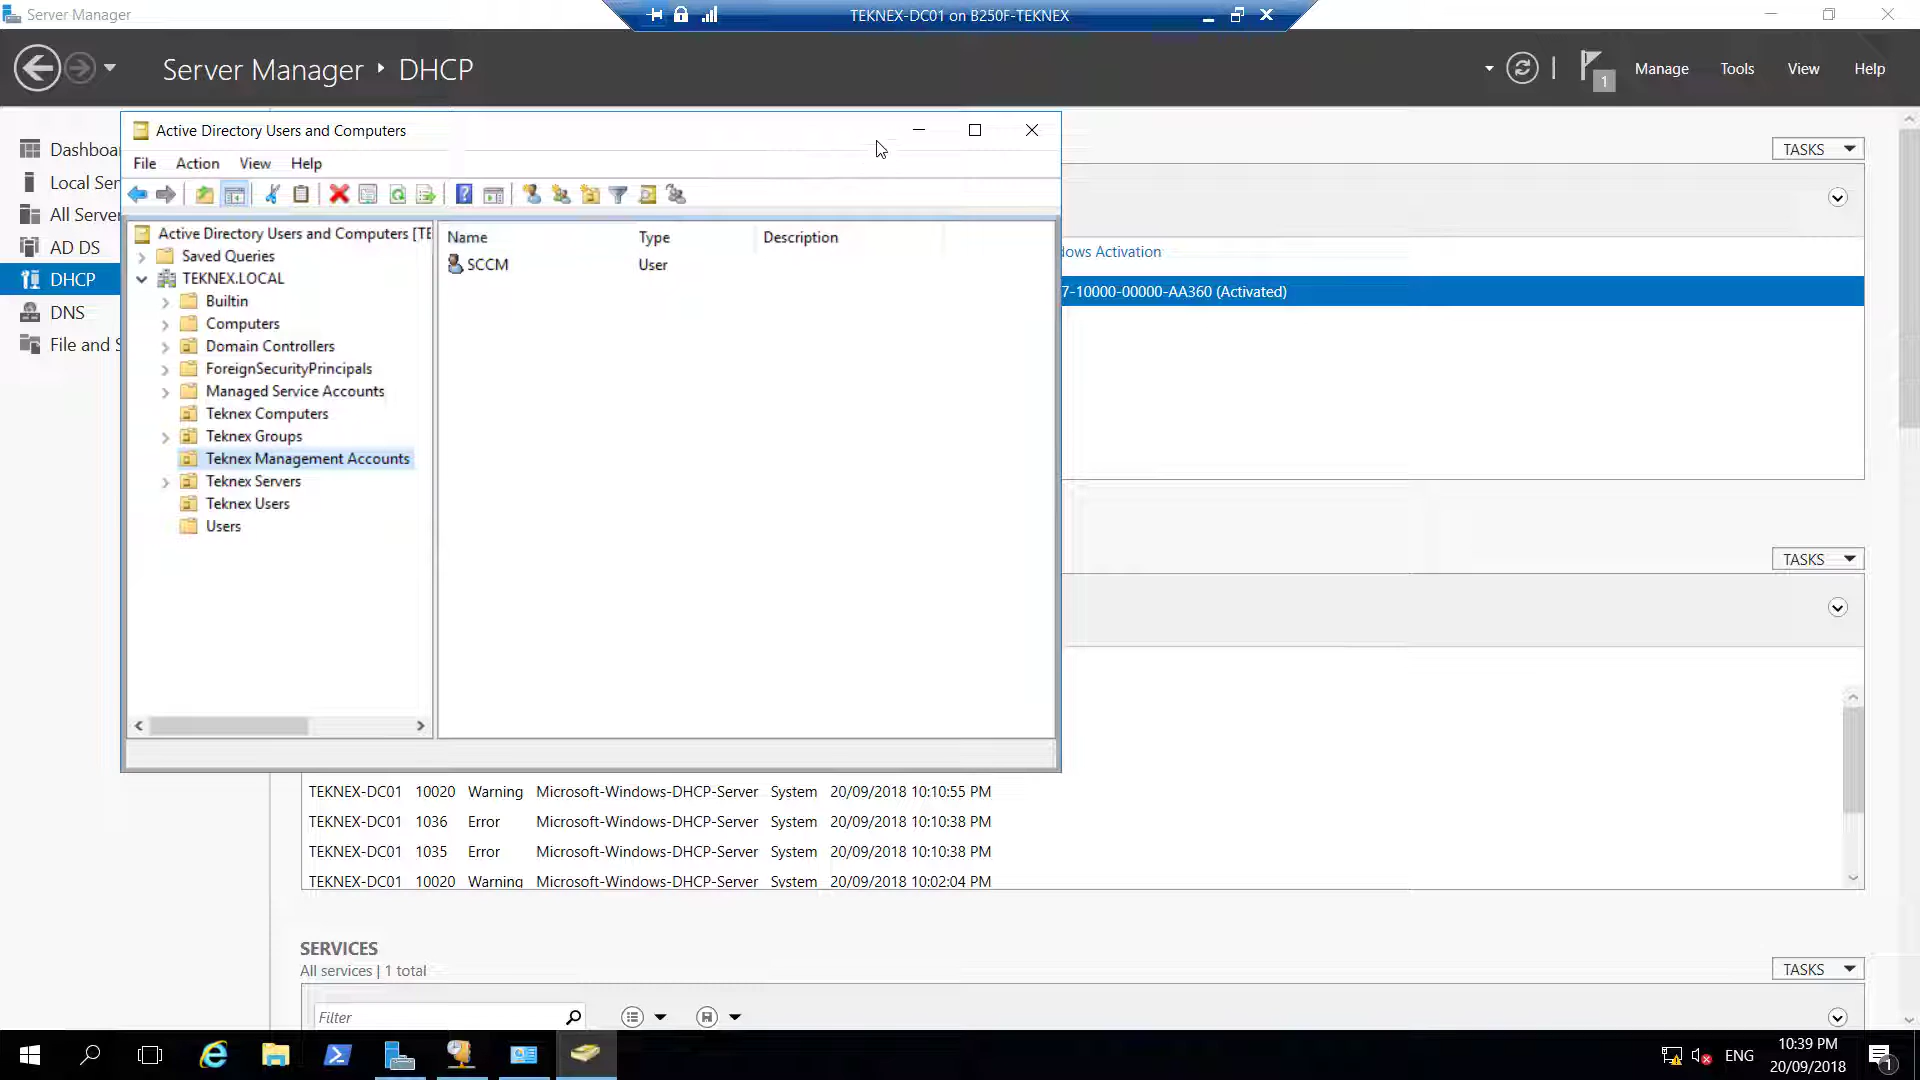 Server Manager
TEKNEX-DC01 on B250F-TEKNEX
Server Manager ‣ DHCP
1
Manage
Tools
View
Help
Active Directory Users and Computers
File
Action
View
Help
Dashboa
Local Ser
All Serve
AD DS
DHCP
DNS
File and S
Active Directory Users and Computers [TE
Saved Queries
TEKNEX.LOCAL
Builtin
Computers
Domain Controllers
ForeignSecurityPrincipals
Managed Service Accounts
Teknex Computers
Teknex Groups
Teknex Management Accounts
Teknex Servers
Teknex Users
Users
Name
Type
Description
SCCM
User
TASKS
dows Activation
7-10000-00000-AA360 (Activated)
TASKS
TEKNEX-DC01 10020 Warning Microsoft-Windows-DHCP-Server System 20/09/2018 10:10:55 PM
TEKNEX-DC01 1036 Error Microsoft-Windows-DHCP-Server System 20/09/2018 10:10:38 PM
TEKNEX-DC01 1035 Error Microsoft-Windows-DHCP-Server System 20/09/2018 10:10:38 PM
TEKNEX-DC01 10020 Warning Microsoft-Windows-DHCP-Server System 20/09/2018 10:02:04 PM
SERVICES
All services | 1 total
TASKS
Filter
ENG
10:39 PM
20/09/2018
1